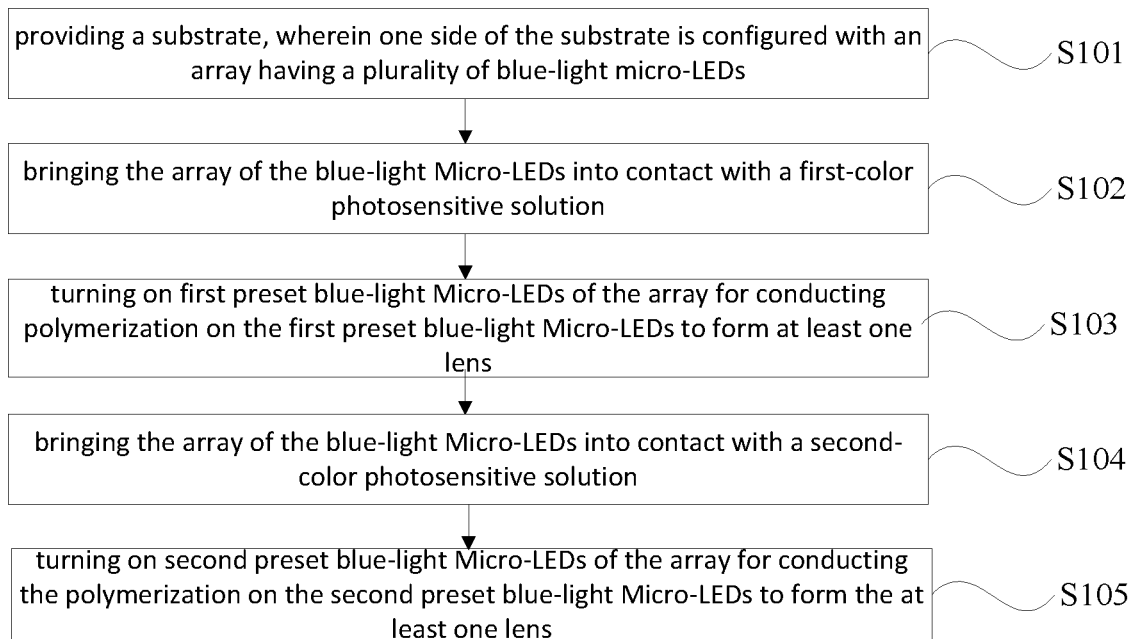 providing a substrate, wherein one side of the substrate is configured with an
array having a plurality of blue-light micro-LEDs
S101
bringing the array of the blue-light Micro-LEDs into contact with a first-color
photosensitive solution
S102
turning on first preset blue-light Micro-LEDs of the array for conducting
polymerization on the first preset blue-light Micro-LEDs to form at least one
lens
S103
bringing the array of the blue-light Micro-LEDs into contact with a second-
color photosensitive solution
S104
turning on second preset blue-light Micro-LEDs of the array for conducting
the polymerization on the second preset blue-light Micro-LEDs to form the at
least one lens
S105